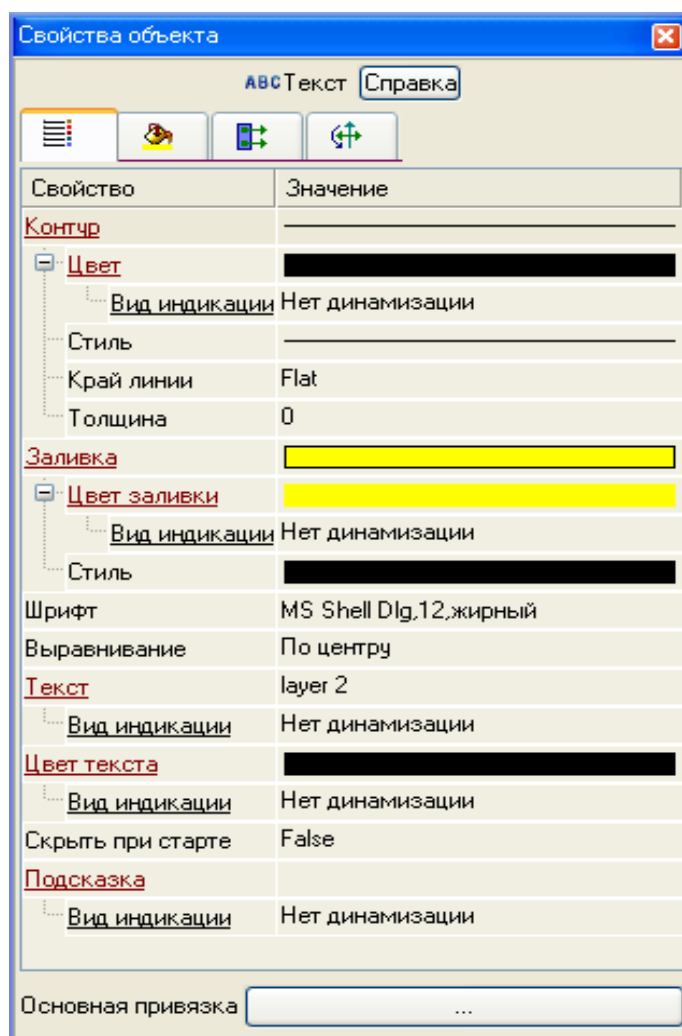 Свойства объекта
ABC Текст Справка
Свойство Значение
Контур
Цвет
Вид индикации Нет динамизации
Стиль
Край линии Flat
Толщина 0
Заливка
Цвет заливки
Вид индикации Нет динамизации
Стиль
Шрифт MS Shell Dlg,12,жирный
Выравнивание По центру
Текст layer 2
Вид индикации Нет динамизации
Цвет текста
Вид индикации Нет динамизации
Скрыть при старте False
Подсказка
Вид индикации Нет динамизации
Основная привязка ...